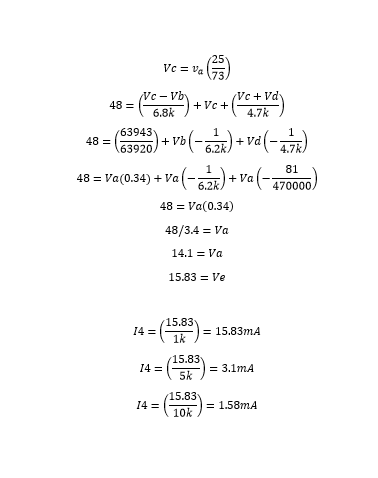 Vc = v_a (25/73)
48 = ((Vc − Vb)/6.8k) + Vc + ((Vc + Vd)/4.7k)
48 = (63943/63920) + Vb (−1/6.2k) + Vd (−1/4.7k)
48 = Va(0.34) + Va (−1/6.2k) + Va (−81/470000)
48 = Va(0.34)
48/3.4 = Va
14.1 = Va
15.83 = Ve
I4 = (15.83/1k) = 15.83mA
I4 = (15.83/5k) = 3.1mA
I4 = (15.83/10k) = 1.58mA